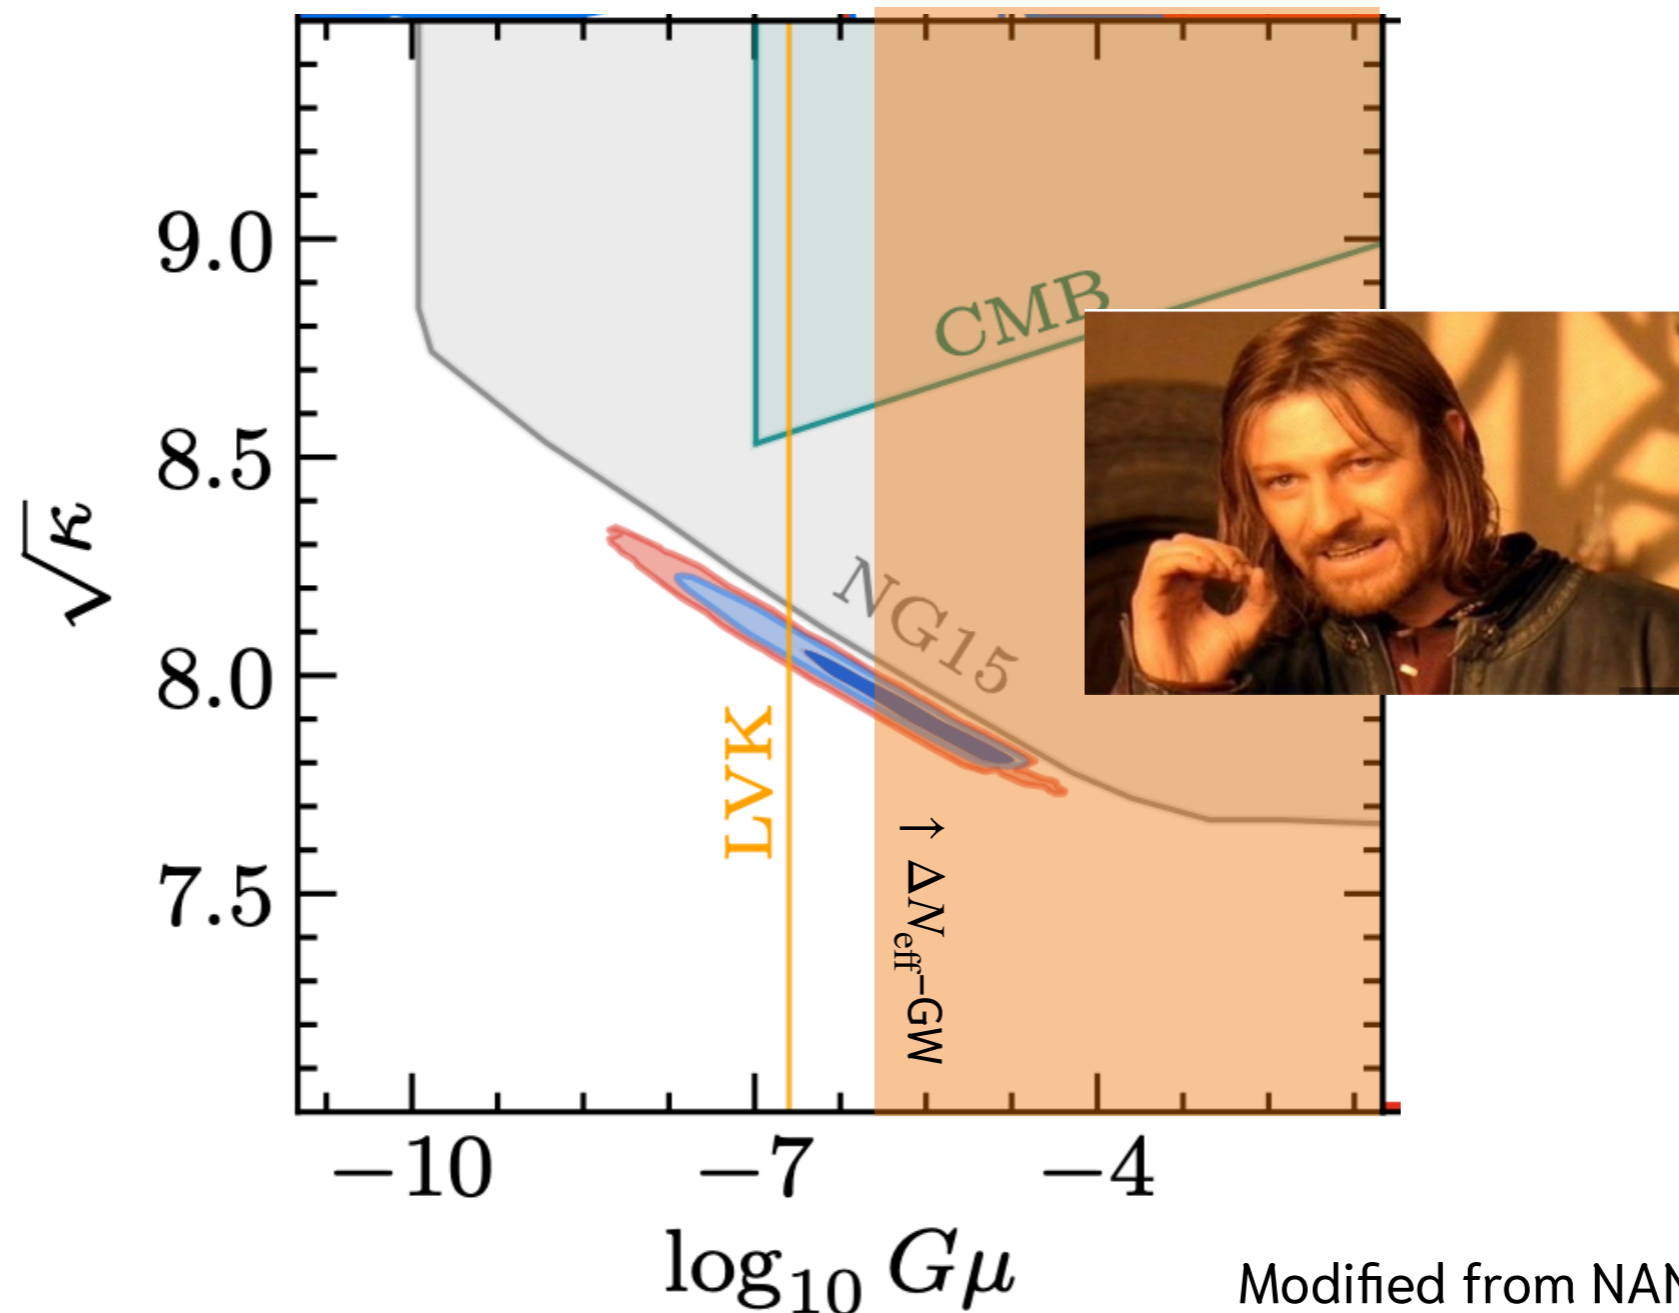 9.0
8.5
8.0
7.5
√κ
CMB
NG15
LVK
↑ ΔN_eff–GW
−10
−7
−4
log₁₀ Gμ
Modified from NAN